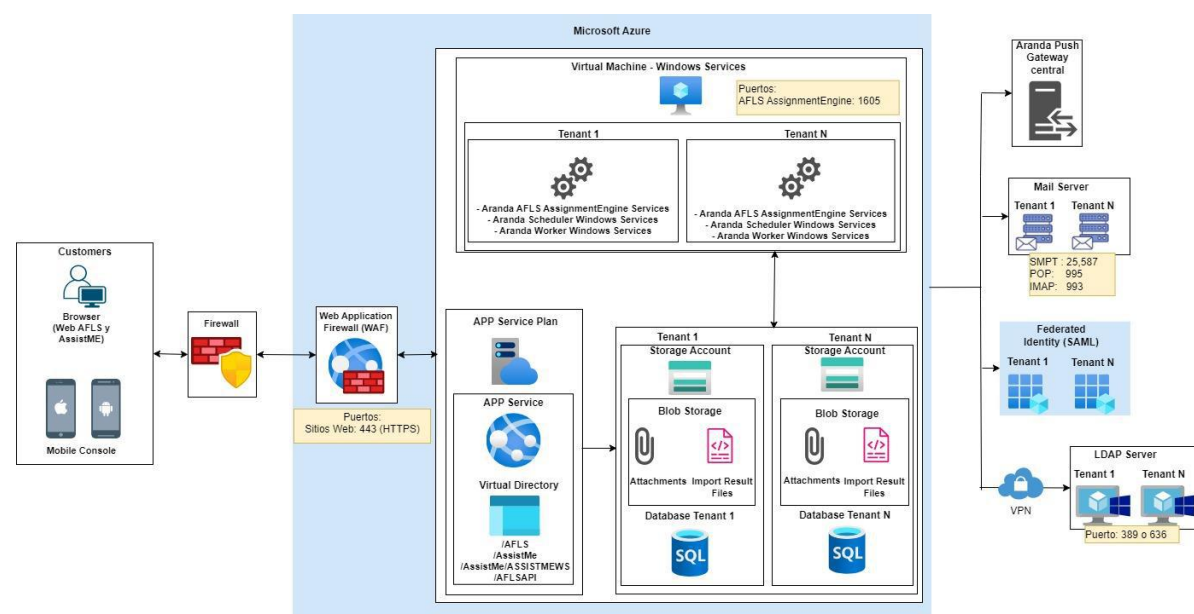 Microsoft Azure
Virtual Machine - Windows Services
Puertos:
AFLS AssignmentEngine: 1605
Tenant 1
- Aranda AFLS AssignmentEngine Services
- Aranda Scheduler Windows Services
- Aranda Worker Windows Services
Tenant N
- Aranda AFLS AssignmentEngine Services
- Aranda Scheduler Windows Services
- Aranda Worker Windows Services
Customers
Browser
(Web AFLS y
AssistME)
Mobile Console
Firewall
Web Application
Firewall (WAF)
Puertos:
Sitios Web: 443 (HTTPS)
APP Service Plan
APP Service
Virtual Directory
/AFLS
/AssistMe
/AssistMe/ASSISTMEWS
/AFLSAPI
Tenant 1
Storage Account
Blob Storage
Attachments
Import Result
Files
Database Tenant 1
SQL
Tenant N
Storage Account
Blob Storage
Attachments
Import Result
Files
Database Tenant N
SQL
Aranda Push
Gateway
central
Mail Server
Tenant 1
Tenant N
SMPT : 25,587
POP: 995
IMAP: 993
Federated
Identity (SAML)
Tenant 1
Tenant N
VPN
LDAP Server
Tenant 1
Tenant N
Puerto: 389 o 636